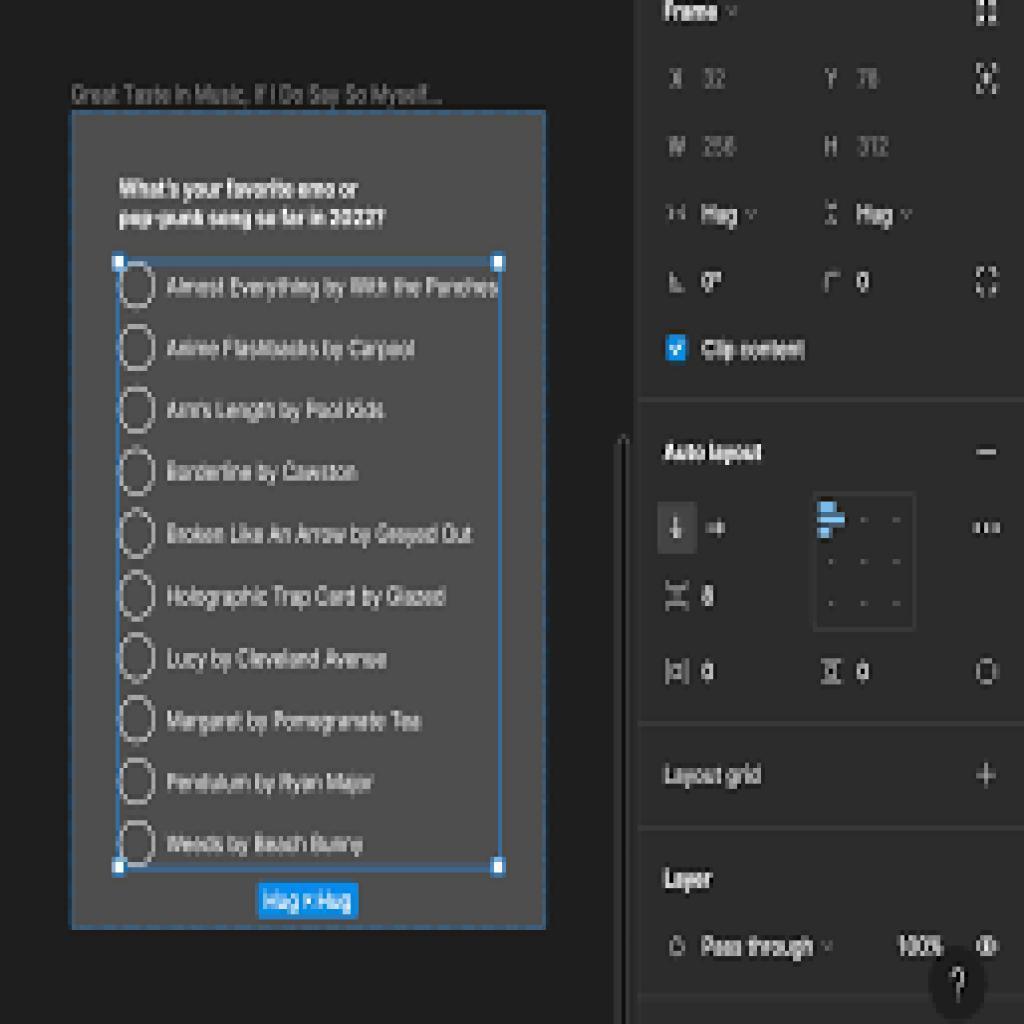 Frame
Great Taste in Music, If I Do Say So Myself...
X 32 Y 78
W 256 H 312
What's your favorite emo or
pop-punk song so far in 2022?
Hug Hug
Almost Everything by With the Punches
0° 0
Anime Flashbacks by Carpool
Clip content
Arm's Length by Pool Kids
Auto layout
Borderline by Cawston
Broken Like An Arrow by Greyed Out
Holographic Trap Card by Glazed
8
Lucy by Cleveland Avenue
0 0
Margaret by Pomegranate Tea
Layout grid
Pendulum by Ryan Major
Weeds by Beach Bunny
Layer
Hug × Hug
Pass through 100%
?